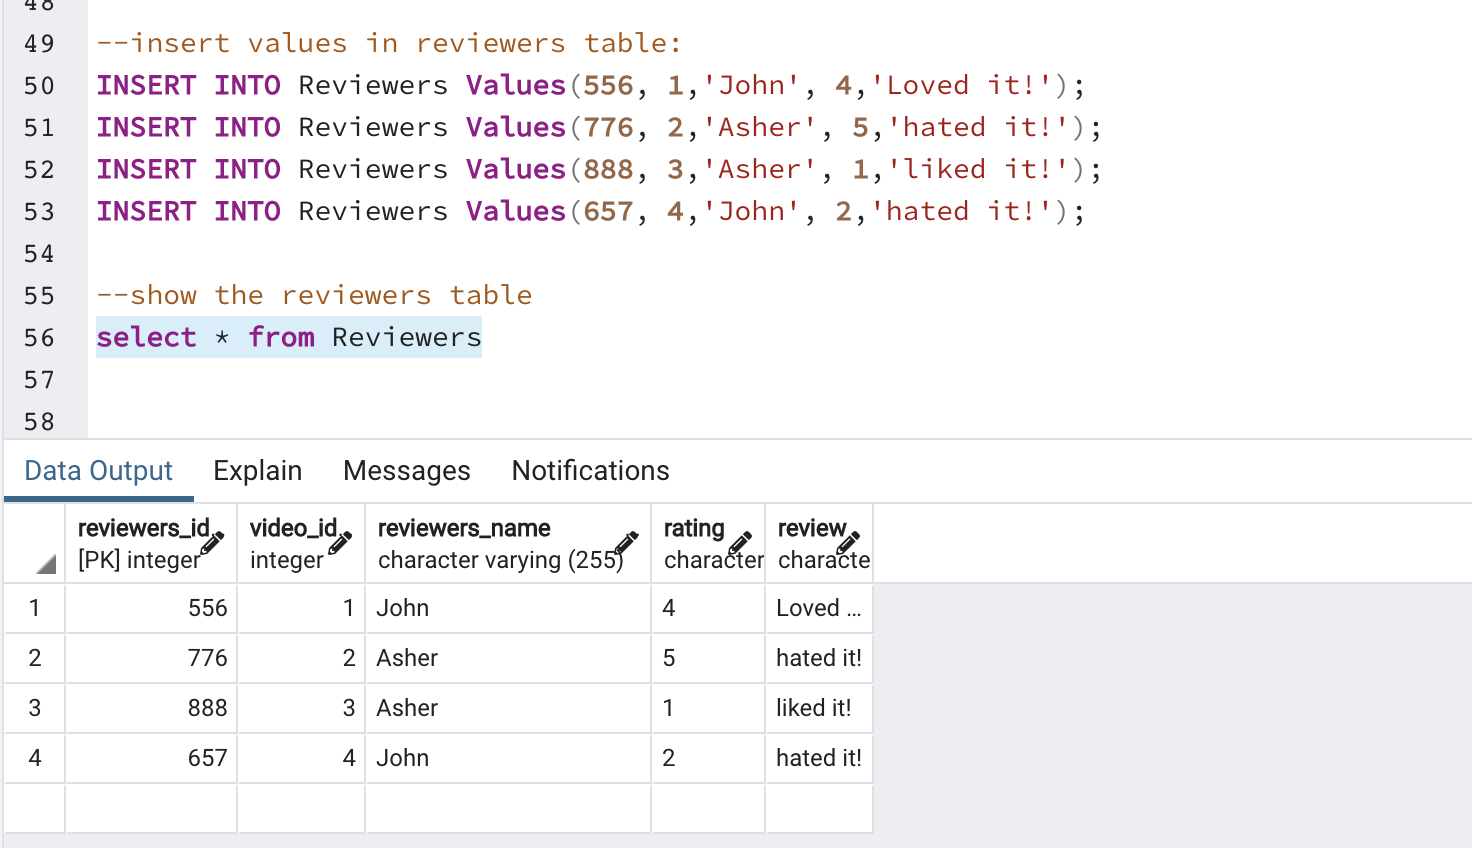 48
49 --insert values in reviewers table:
50 INSERT INTO Reviewers Values(556, 1,'John', 4,'Loved it!');
51 INSERT INTO Reviewers Values(776, 2,'Asher', 5,'hated it!');
52 INSERT INTO Reviewers Values(888, 3,'Asher', 1,'liked it!');
53 INSERT INTO Reviewers Values(657, 4,'John', 2,'hated it!');
54
55 --show the reviewers table
56 select * from Reviewers
57
58
Data Output Explain Messages Notifications
reviewers_id video_id reviewers_name rating review
[PK] integer integer character varying (255) character characte
1 556 1 John 4 Loved ...
2 776 2 Asher 5 hated it!
3 888 3 Asher 1 liked it!
4 657 4 John 2 hated it!